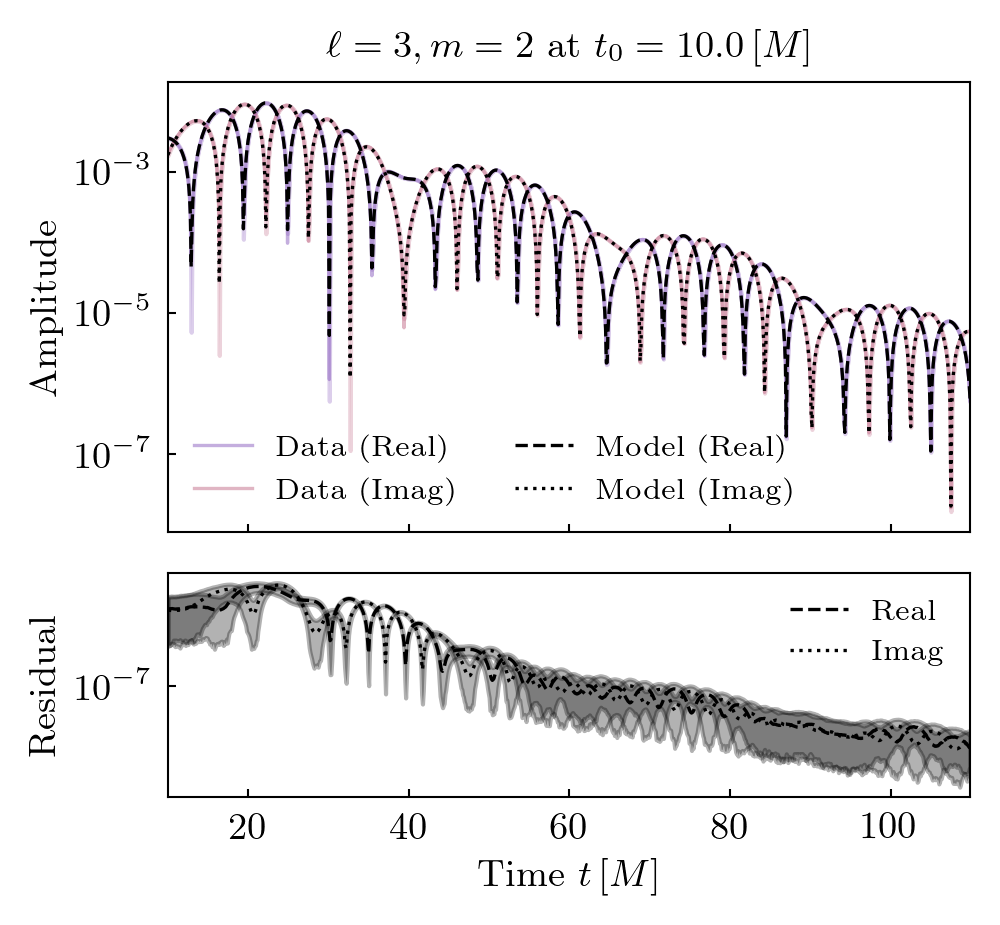 ℓ = 3, m = 2 at t₀ = 10.0 [M]
Amplitude
10⁻³
10⁻⁵
10⁻⁷
Data (Real)
Data (Imag)
Model (Real)
Model (Imag)
Residual
10⁻⁷
Real
Imag
20 40 60 80 100
Time t [M]